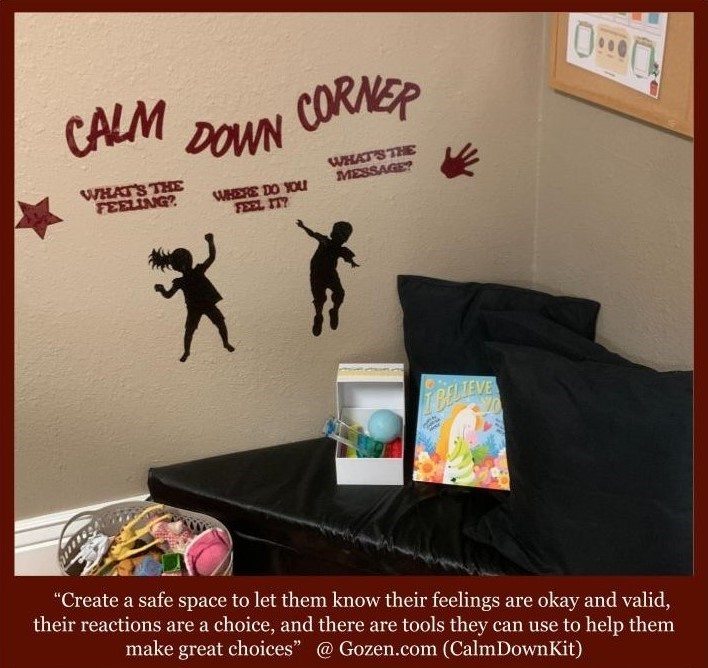 CALM DOWN CORNER
WHAT'S THE
FEELING?
WHERE DO YOU
FEEL IT?
WHAT'S THE
MESSAGE?
I BELIEVE
YO
“Create a safe space to let them know their feelings are okay and valid,
their reactions are a choice, and there are tools they can use to help them
make great choices” @ Gozen.com (CalmDownKit)